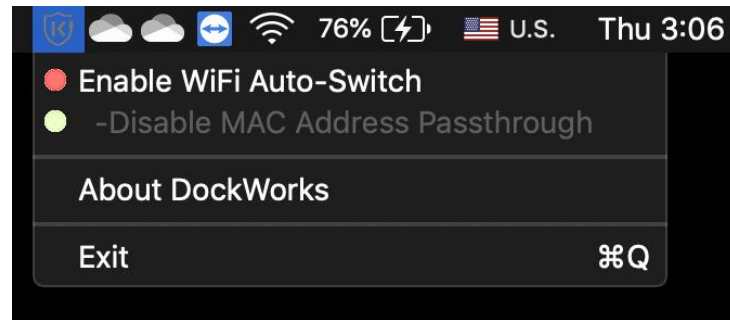 76% U.S. Thu 3:06
Enable WiFi Auto-Switch
-Disable MAC Address Passthrough
About DockWorks
Exit ⌘Q